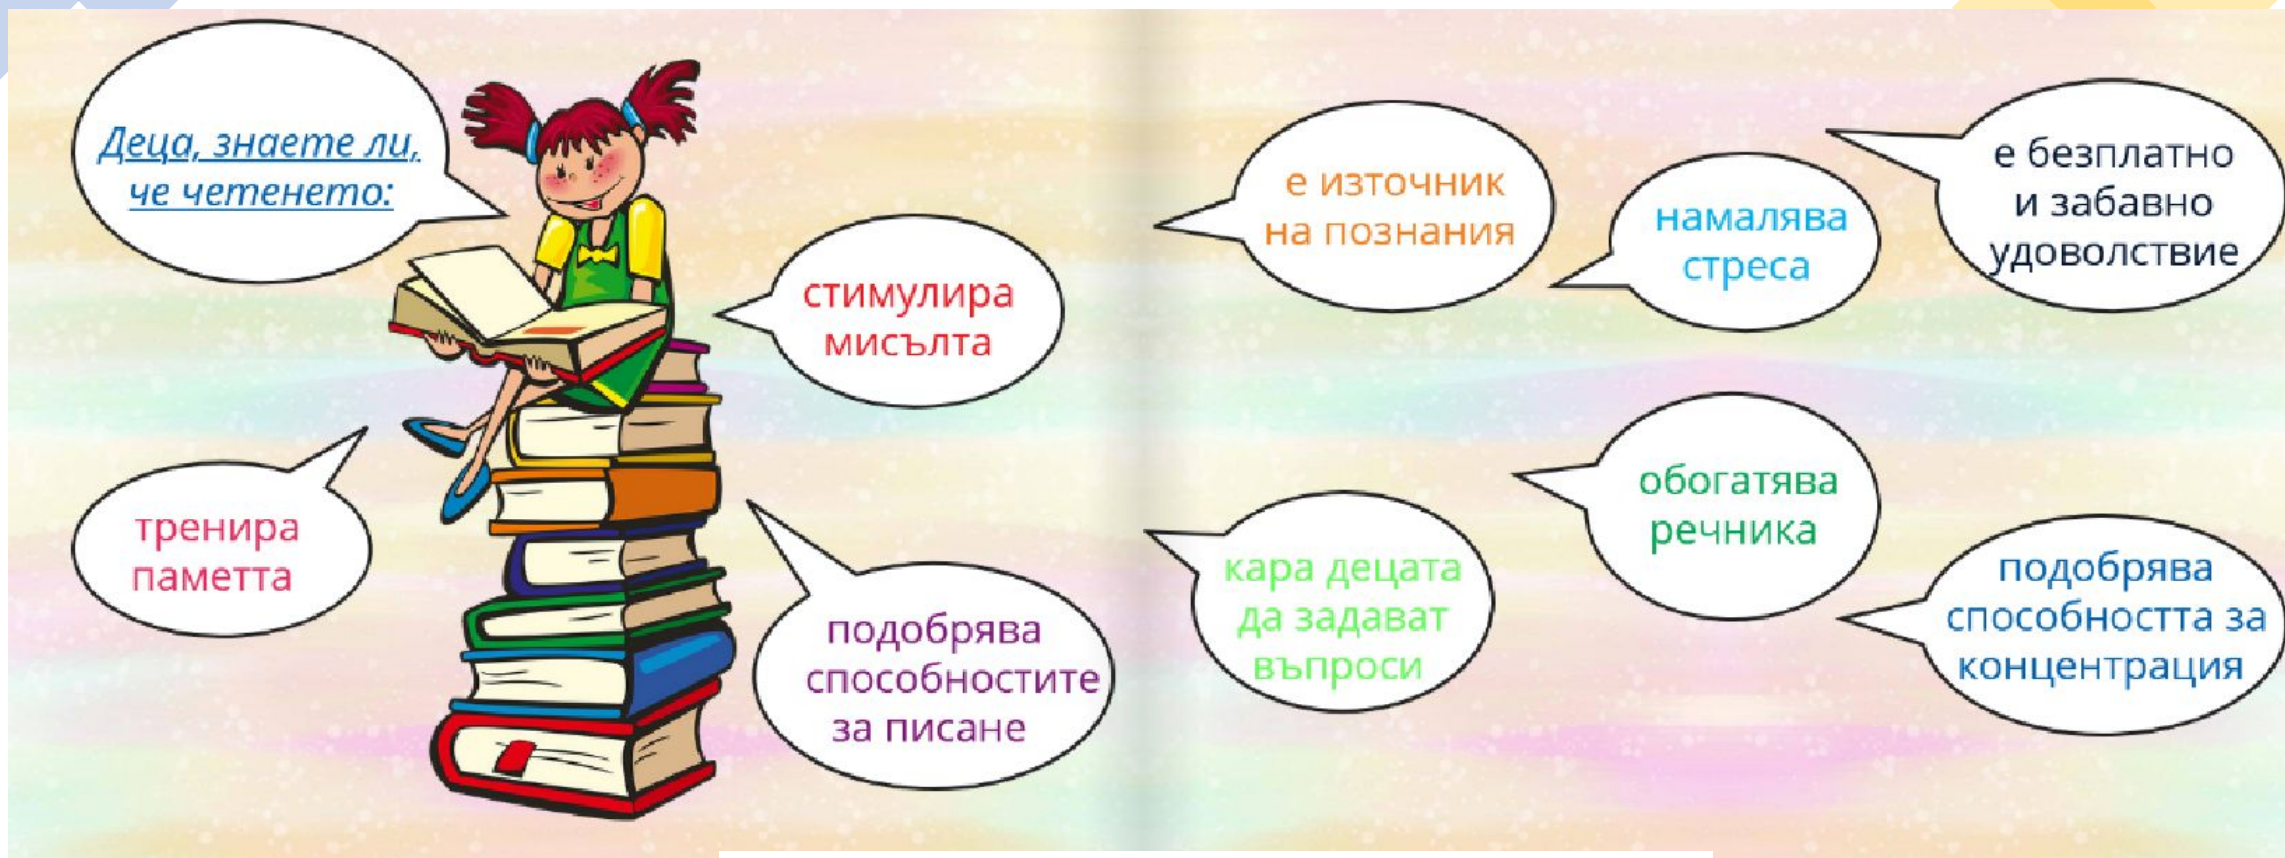 Деца, знаете ли,
че четенето:
стимулира
мисълта
тренира
паметта
подобрява
способностите
за писане
е източник
на познания
намалява
стреса
е безплатно
и забавно
удоволствие
кара децата
да задават
въпроси
обогатява
речника
подобрява
способността за
концентрация